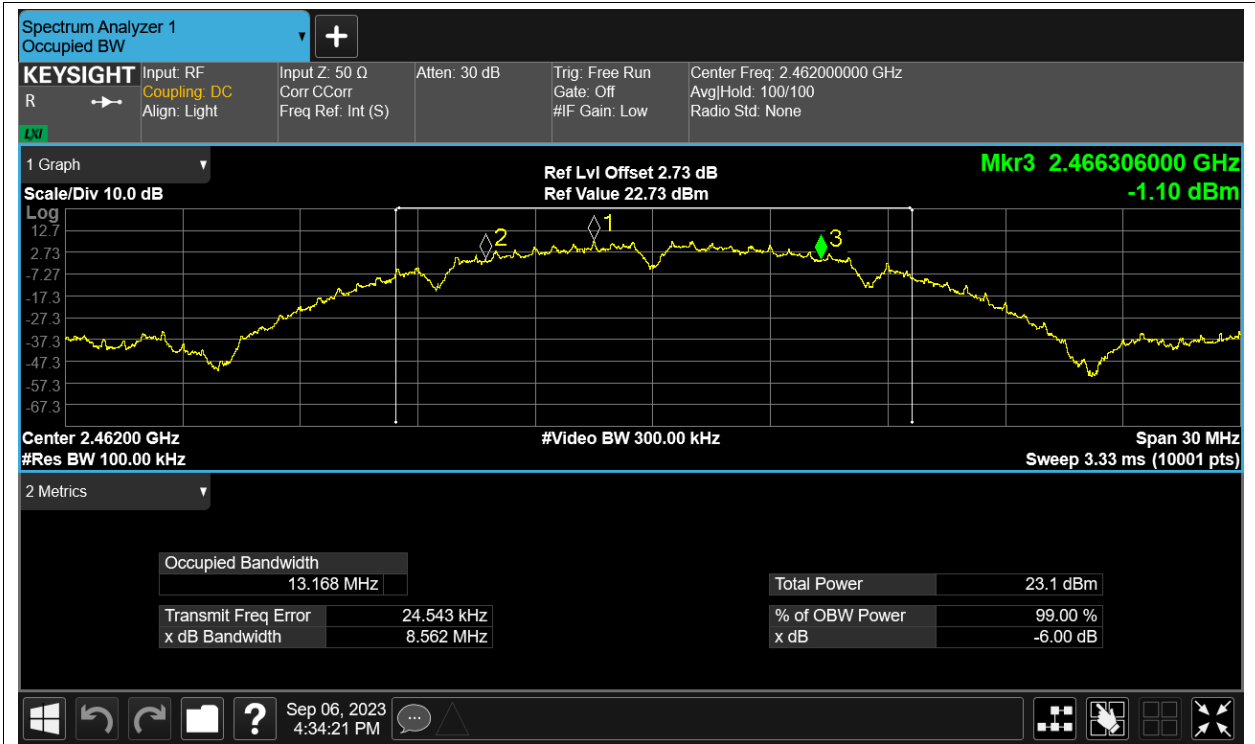 Spectrum Analyzer 1
Occupied BW
KEYSIGHT
R
LXI
Input: RF
Coupling: DC
Align: Light
Input Z: 50 Ω
Corr CCorr
Freq Ref: Int (S)
Atten: 30 dB
Trig: Free Run
Gate: Off
#IF Gain: Low
Center Freq: 2.462000000 GHz
Avg|Hold: 100/100
Radio Std: None
1 Graph
Scale/Div 10.0 dB
Ref Lvl Offset 2.73 dB
Ref Value 22.73 dBm
Mkr3 2.466306000 GHz
-1.10 dBm
Log
12.7
2.73
-7.27
-17.3
-27.3
-37.3
-47.3
-57.3
-67.3
2
1
3
Center 2.46200 GHz
#Res BW 100.00 kHz
#Video BW 300.00 kHz
Span 30 MHz
Sweep 3.33 ms (10001 pts)
2 Metrics
Occupied Bandwidth
13.168 MHz
Transmit Freq Error 24.543 kHz
x dB Bandwidth 8.562 MHz
Total Power 23.1 dBm
% of OBW Power 99.00 %
x dB -6.00 dB
?
Sep 06, 2023
4:34:21 PM